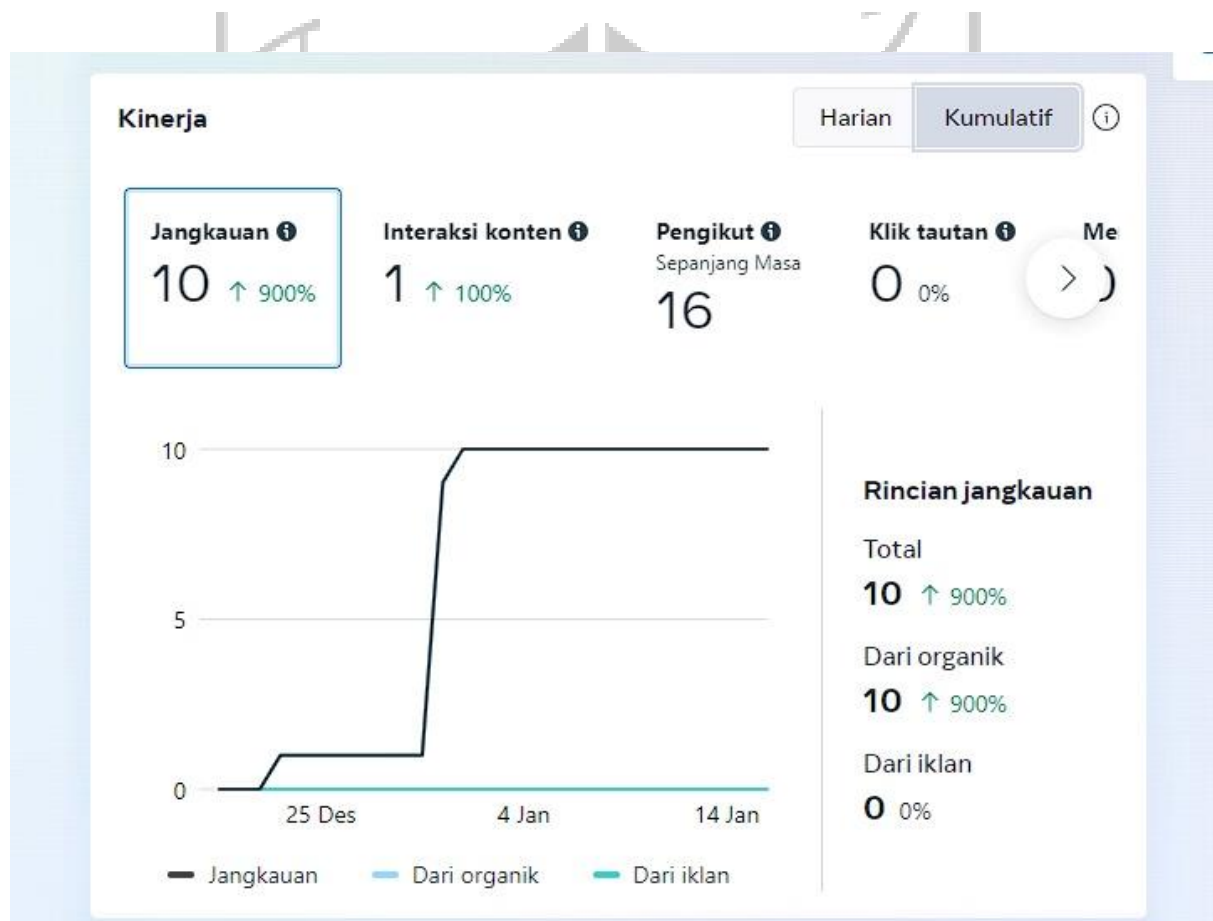 Kinerja
Harian Kumulatif
Jangkauan Interaksi konten Pengikut Klik tautan Me
Sepanjang Masa
10 ↑ 900% 1 ↑ 100% 16 0 0%
10
5
0
25 Des 4 Jan 14 Jan
Jangkauan Dari organik Dari iklan
Rincian jangkauan
Total
10 ↑ 900%
Dari organik
10 ↑ 900%
Dari iklan
0 0%